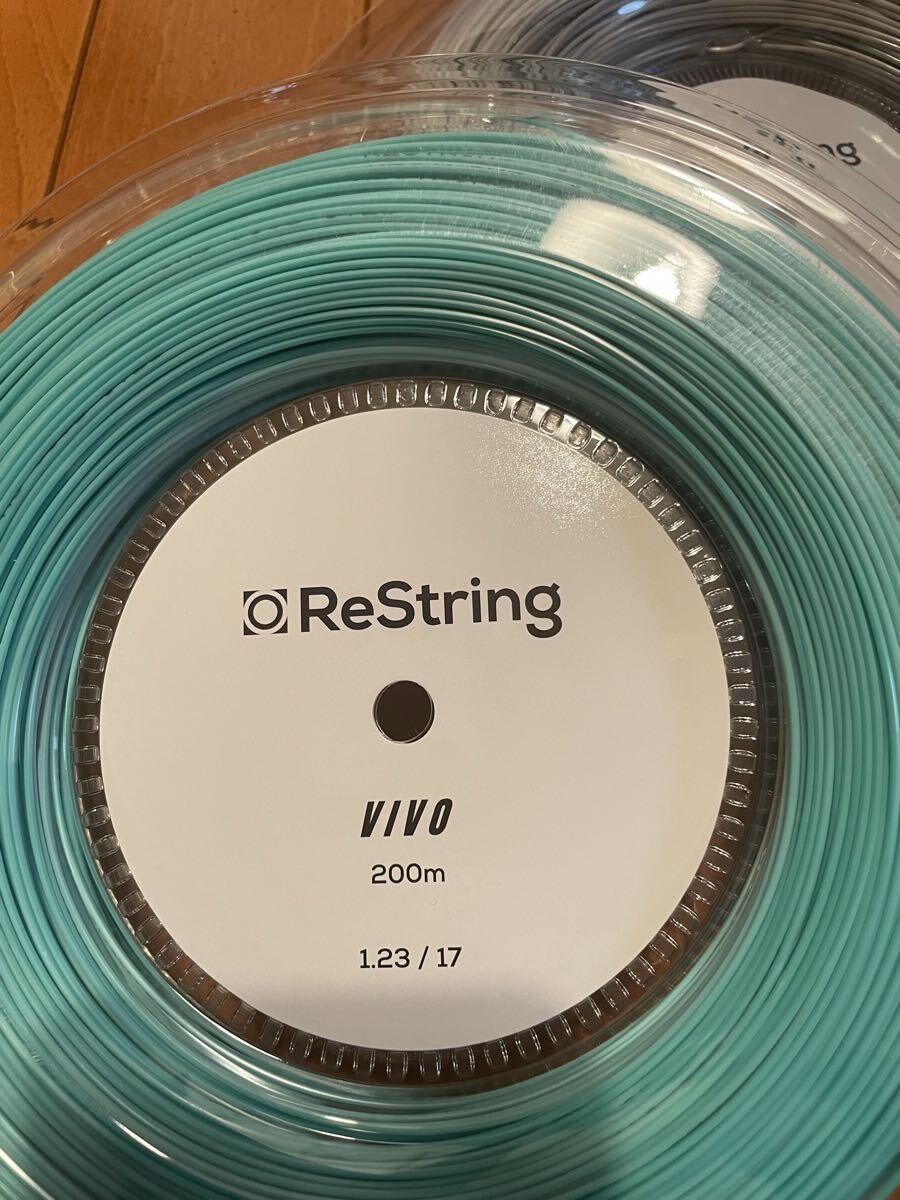 ReString
VIVO
200m
1.23 / 17